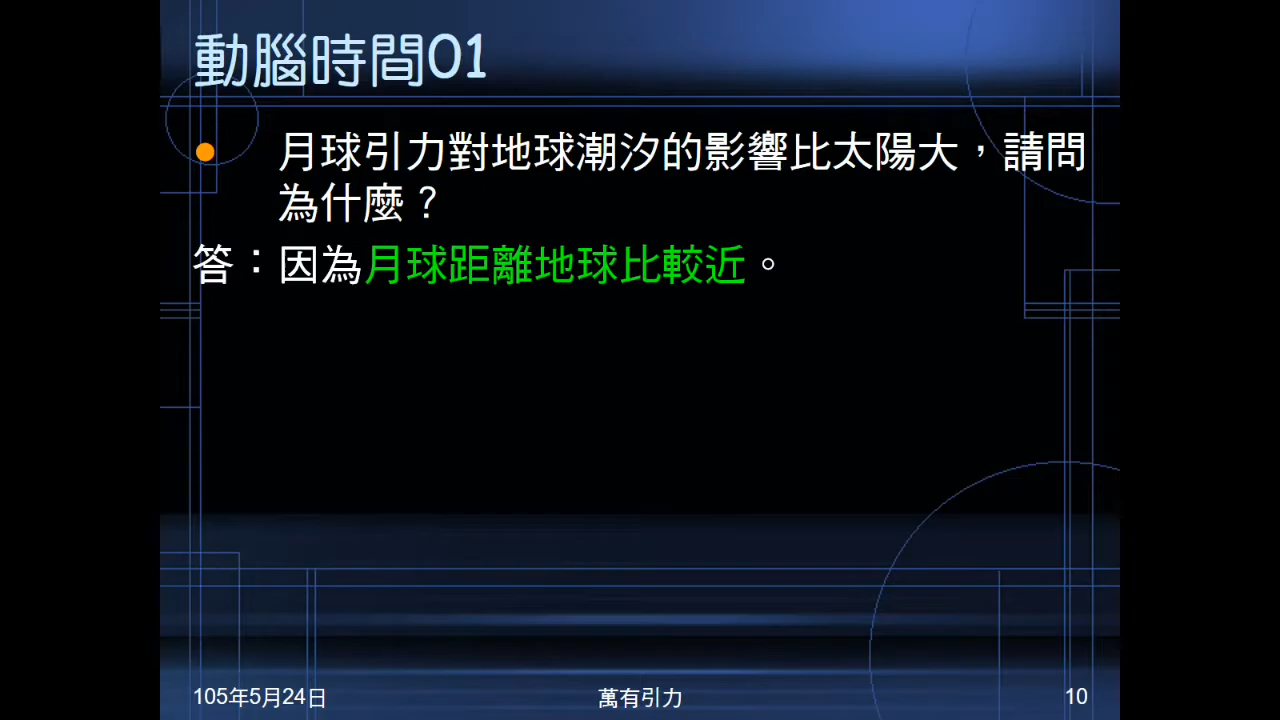 動腦時間01
月球引力對地球潮汐的影響比太陽大，請問
為什麼？
答：因為月球距離地球比較近。
105年5月24日
萬有引力
10